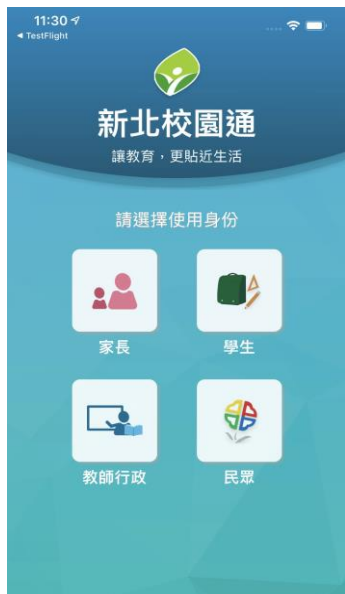 11:30
◀ TestFlight
新北校園通
讓教育，更貼近生活
請選擇使用身份
家長
學生
教師行政
民眾